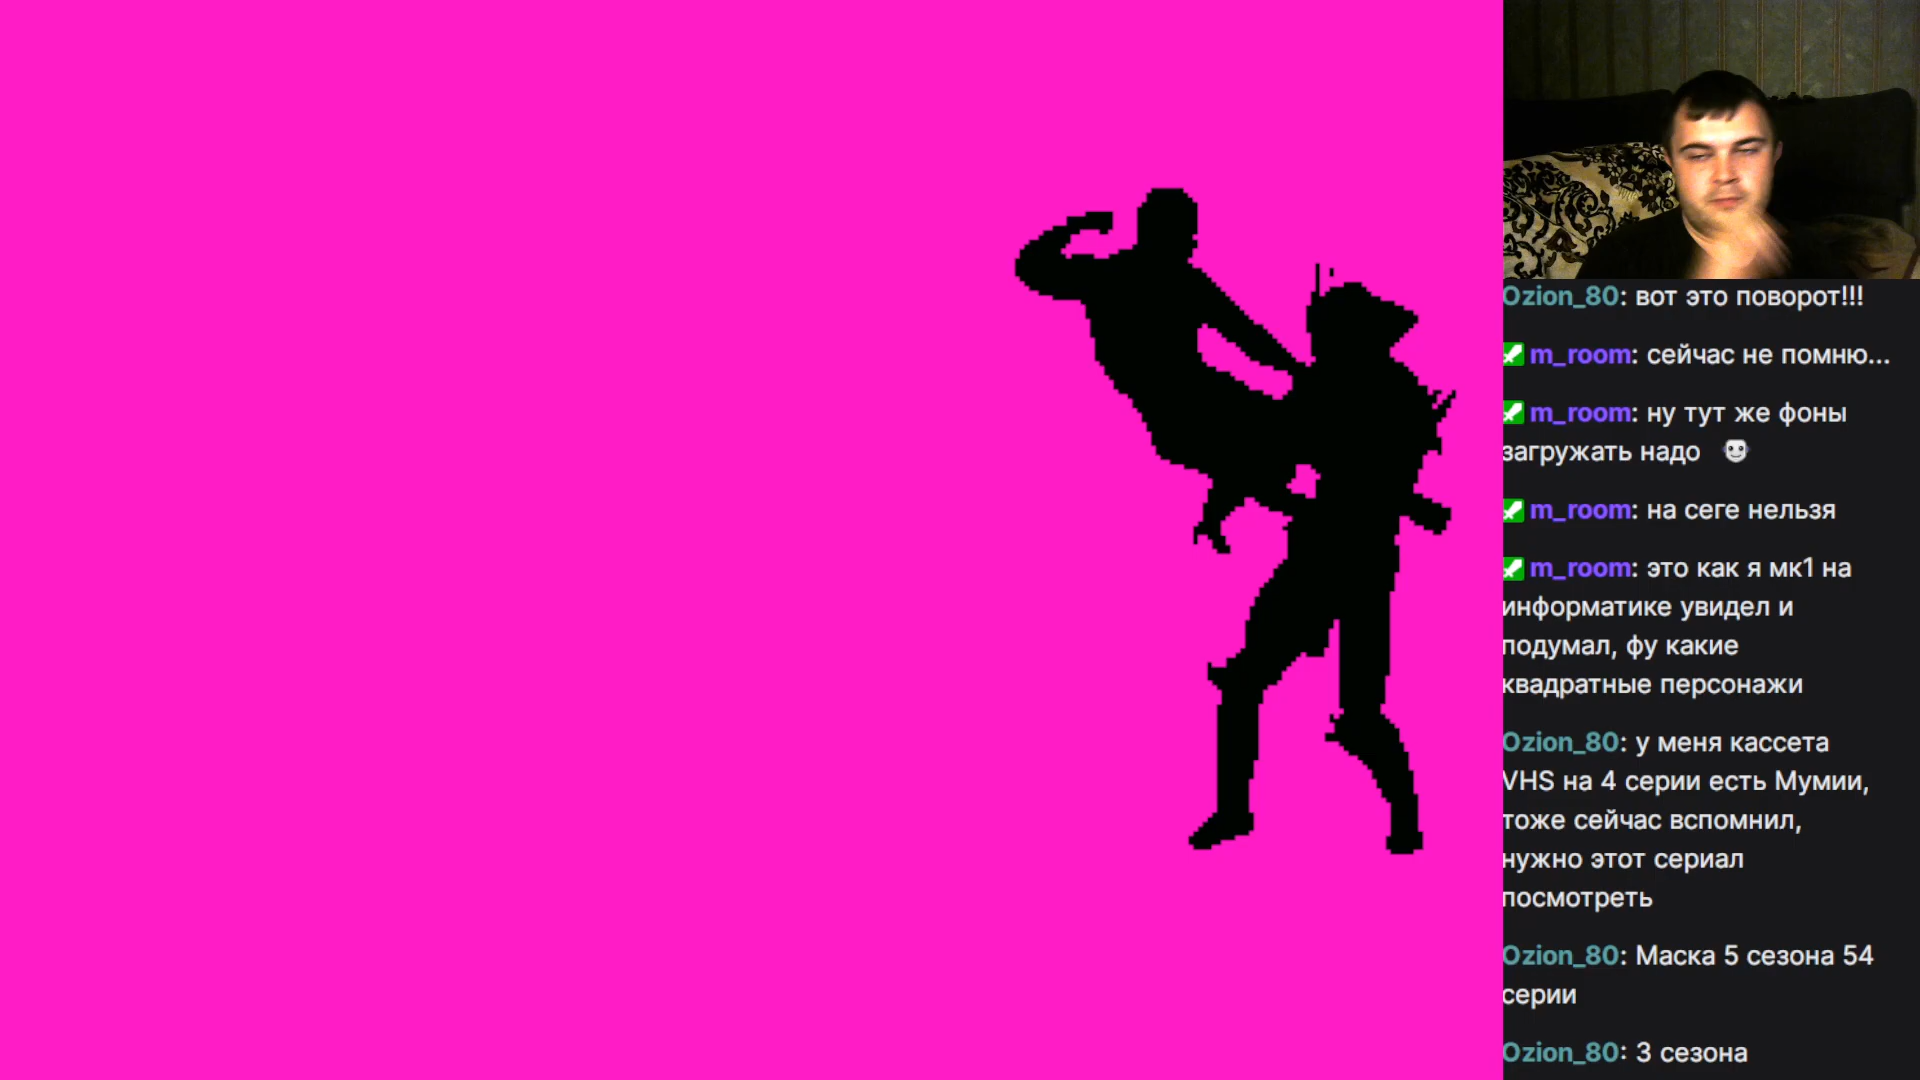 Ozion_80: вот это поворот!!!
m_room: сейчас не помню...
m_room: ну тут же фоны
загружать надо
m_room: на сеге нельзя
m_room: это как я мк1 на
информатике увидел и
подумал, фу какие
квадратные персонажи
Ozion_80: у меня кассета
VHS на 4 серии есть Мумии,
тоже сейчас вспомнил,
нужно этот сериал
посмотреть
Ozion_80: Маска 5 сезона 54
серии
Ozion_80: 3 сезона